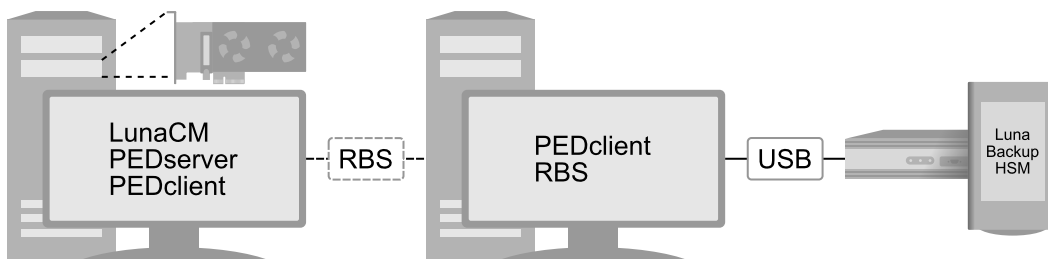 LunaCM
PEDserver
PEDclient
RBS
PEDclient
RBS
USB
Luna
Backup
HSM